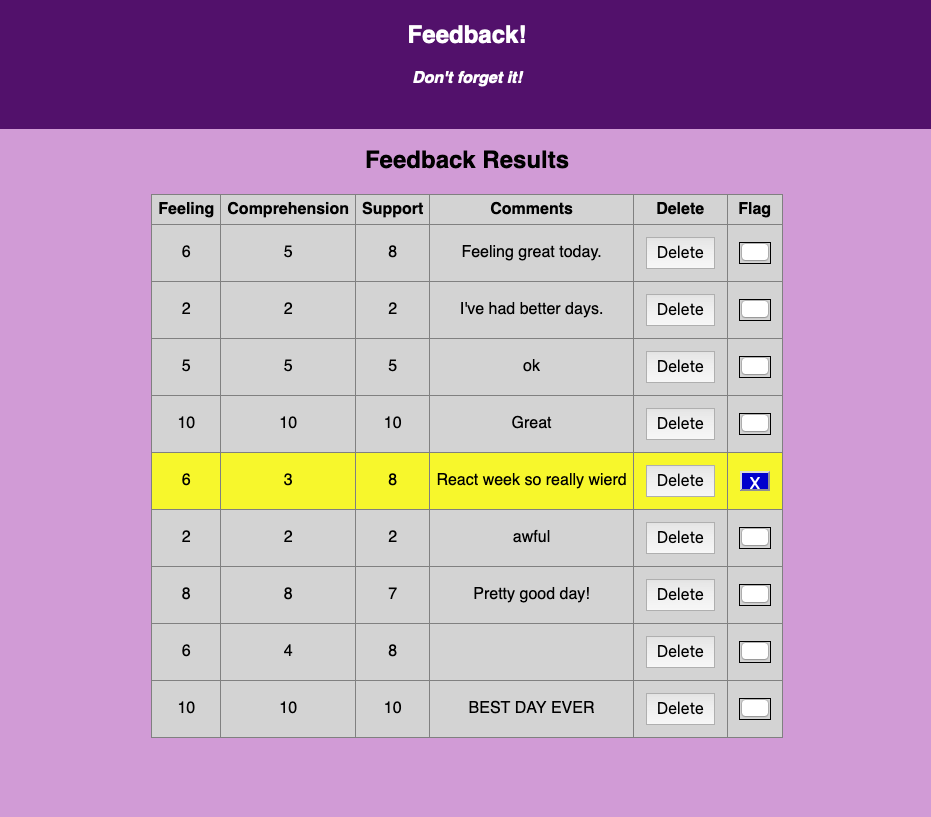 Feedback!
Don't forget it!
Feedback Results
Feeling Comprehension Support Comments Delete Flag
6 5 8 Feeling great today. Delete
2 2 2 I've had better days. Delete
5 5 5 ok Delete
10 10 10 Great Delete
6 3 8 React week so really wierd Delete X
2 2 2 awful Delete
8 8 7 Pretty good day! Delete
6 4 8 Delete
10 10 10 BEST DAY EVER Delete